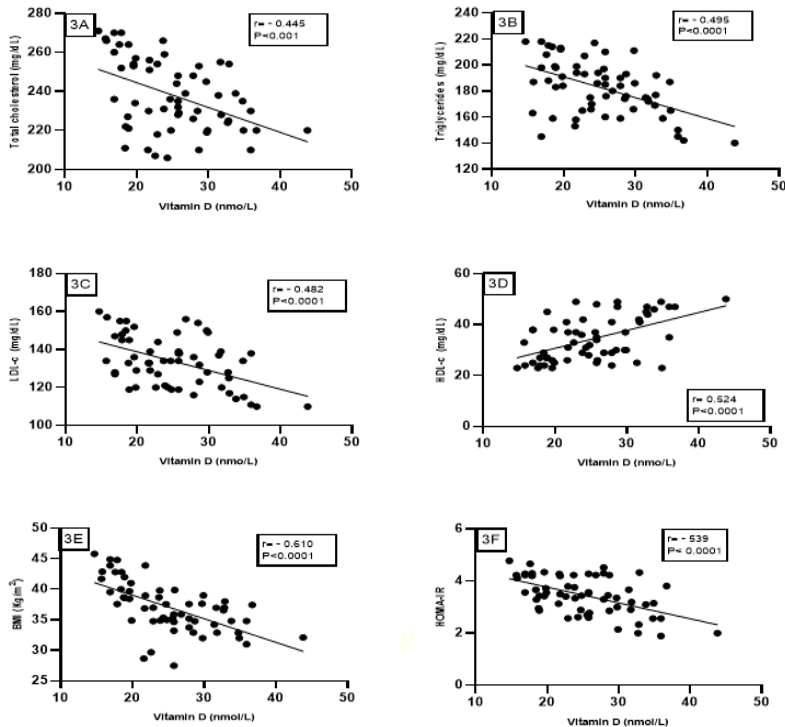 3A
r= - 0.445
P<0.001
Total cholesterol (mg/dL)
280
260
240
220
200
10 20 30 40 50
Vitamin D (nmo/L)
3B
r= - 0.495
P<0.0001
Triglycerides (mg/dL)
240
220
200
180
160
140
120
10 20 30 40 50
Vitamin D (nmo/L)
3C
r= - 0.482
P<0.0001
LDL-c (mg/dL)
180
160
140
120
100
10 20 30 40 50
Vitamin D (nmo/L)
3D
r= 0.524
P<0.0001
HDL-c (mg/dL)
60
40
20
0
10 20 30 40 50
Vitamin D (nmo/L)
3E
r= - 0.610
P<0.0001
BMI (Kg/m²)
50
45
40
35
30
25
10 20 30 40 50
Vitamin D (nmo/L)
3F
r= - 539
P< 0.0001
HOMA-IR
6
4
2
0
10 20 30 40 50
Vitamin D (nmo/L)